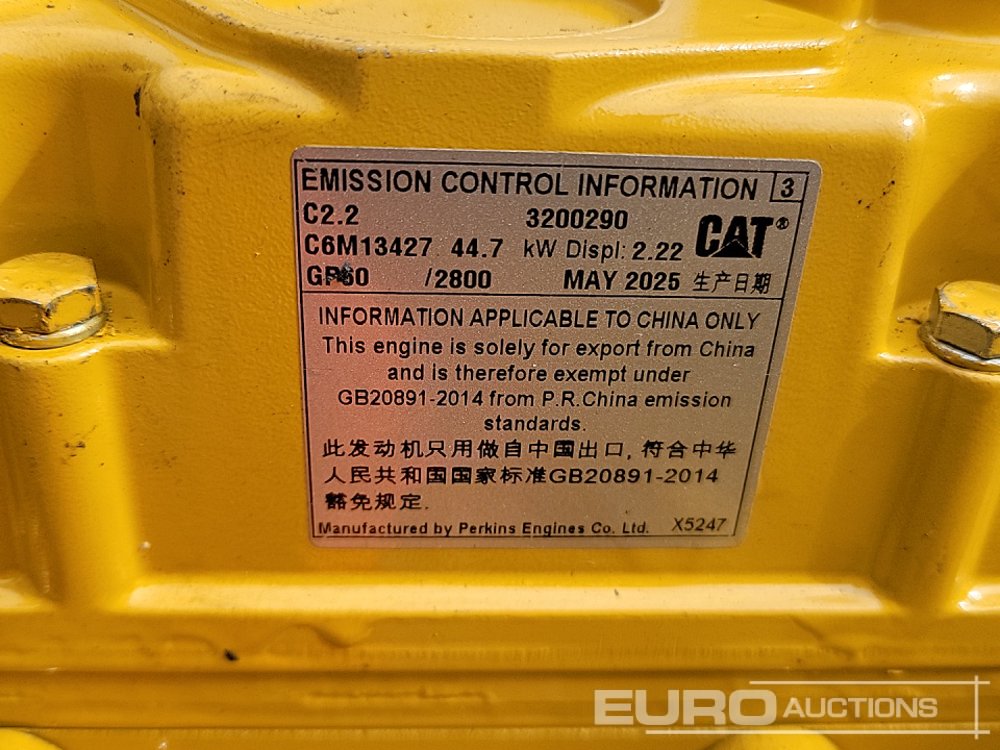 EMISSION CONTROL INFORMATION 3
C2.2 3200290 CAT®
C6M13427 44.7 kW Displ: 2.22
/2800 MAY 2025 生产日期
INFORMATION APPLICABLE TO CHINA ONLY
This engine is solely for export from China
and is therefore exempt under
GB20891-2014 from P.R.China emission
standards.
此发动机只用做自中国出口, 符合中华
人民共和国国家标准GB20891-2014
豁免规定.
Manufactured by Perkins Engines Co. Ltd. X5247
EURO AUCTIONS